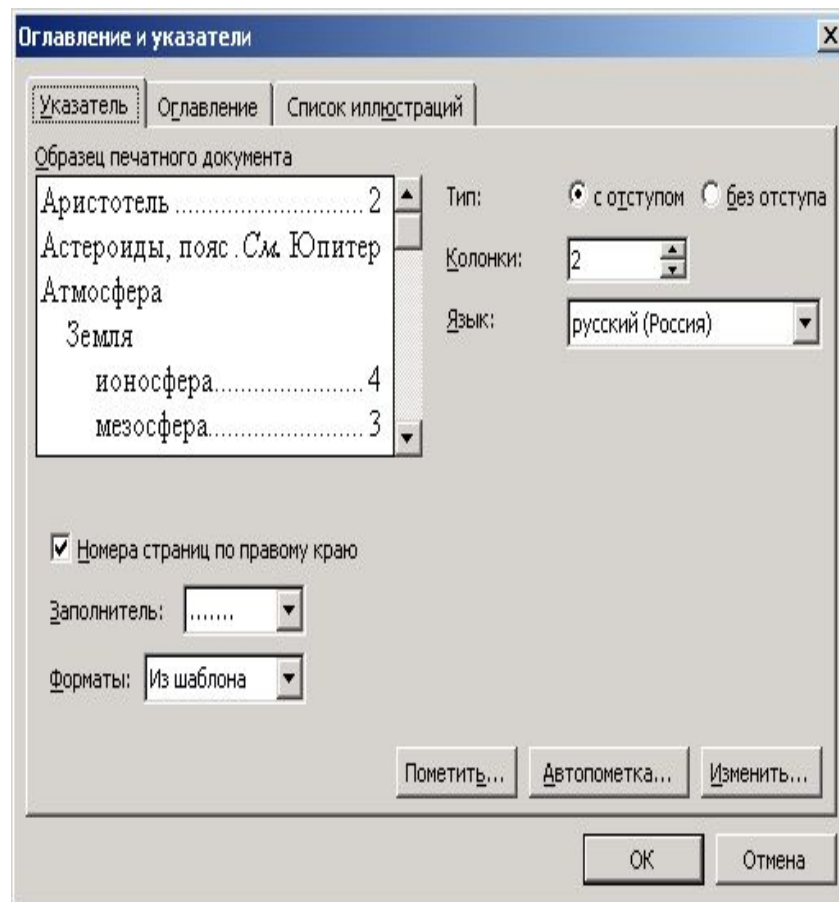 Оглавление и указатели
Указатель Оглавление Список иллюстраций
Образец печатного документа
Аристотель ............................ 2
Астероиды, пояс .См. Юпитер
Атмосфера
Земля
ионосфера...................... 4
мезосфера....................... 3
Тип: с отступом без отступа
Колонки: 2
Язык: русский (Россия)
Номера страниц по правому краю
Заполнитель: .......
Форматы: Из шаблона
Пометить... Автопометка... Изменить...
ОК Отмена